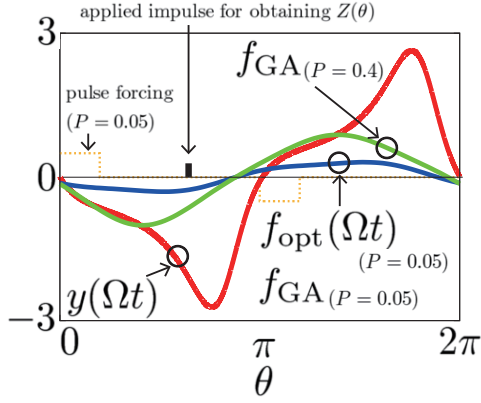 applied impulse for obtaining Z(θ)
3
f_GA (P = 0.4)
pulse forcing
(P = 0.05)
0
f_opt(Ωt)
(P = 0.05)
y(Ωt)
f_GA (P = 0.05)
−3
0
π
2π
θ